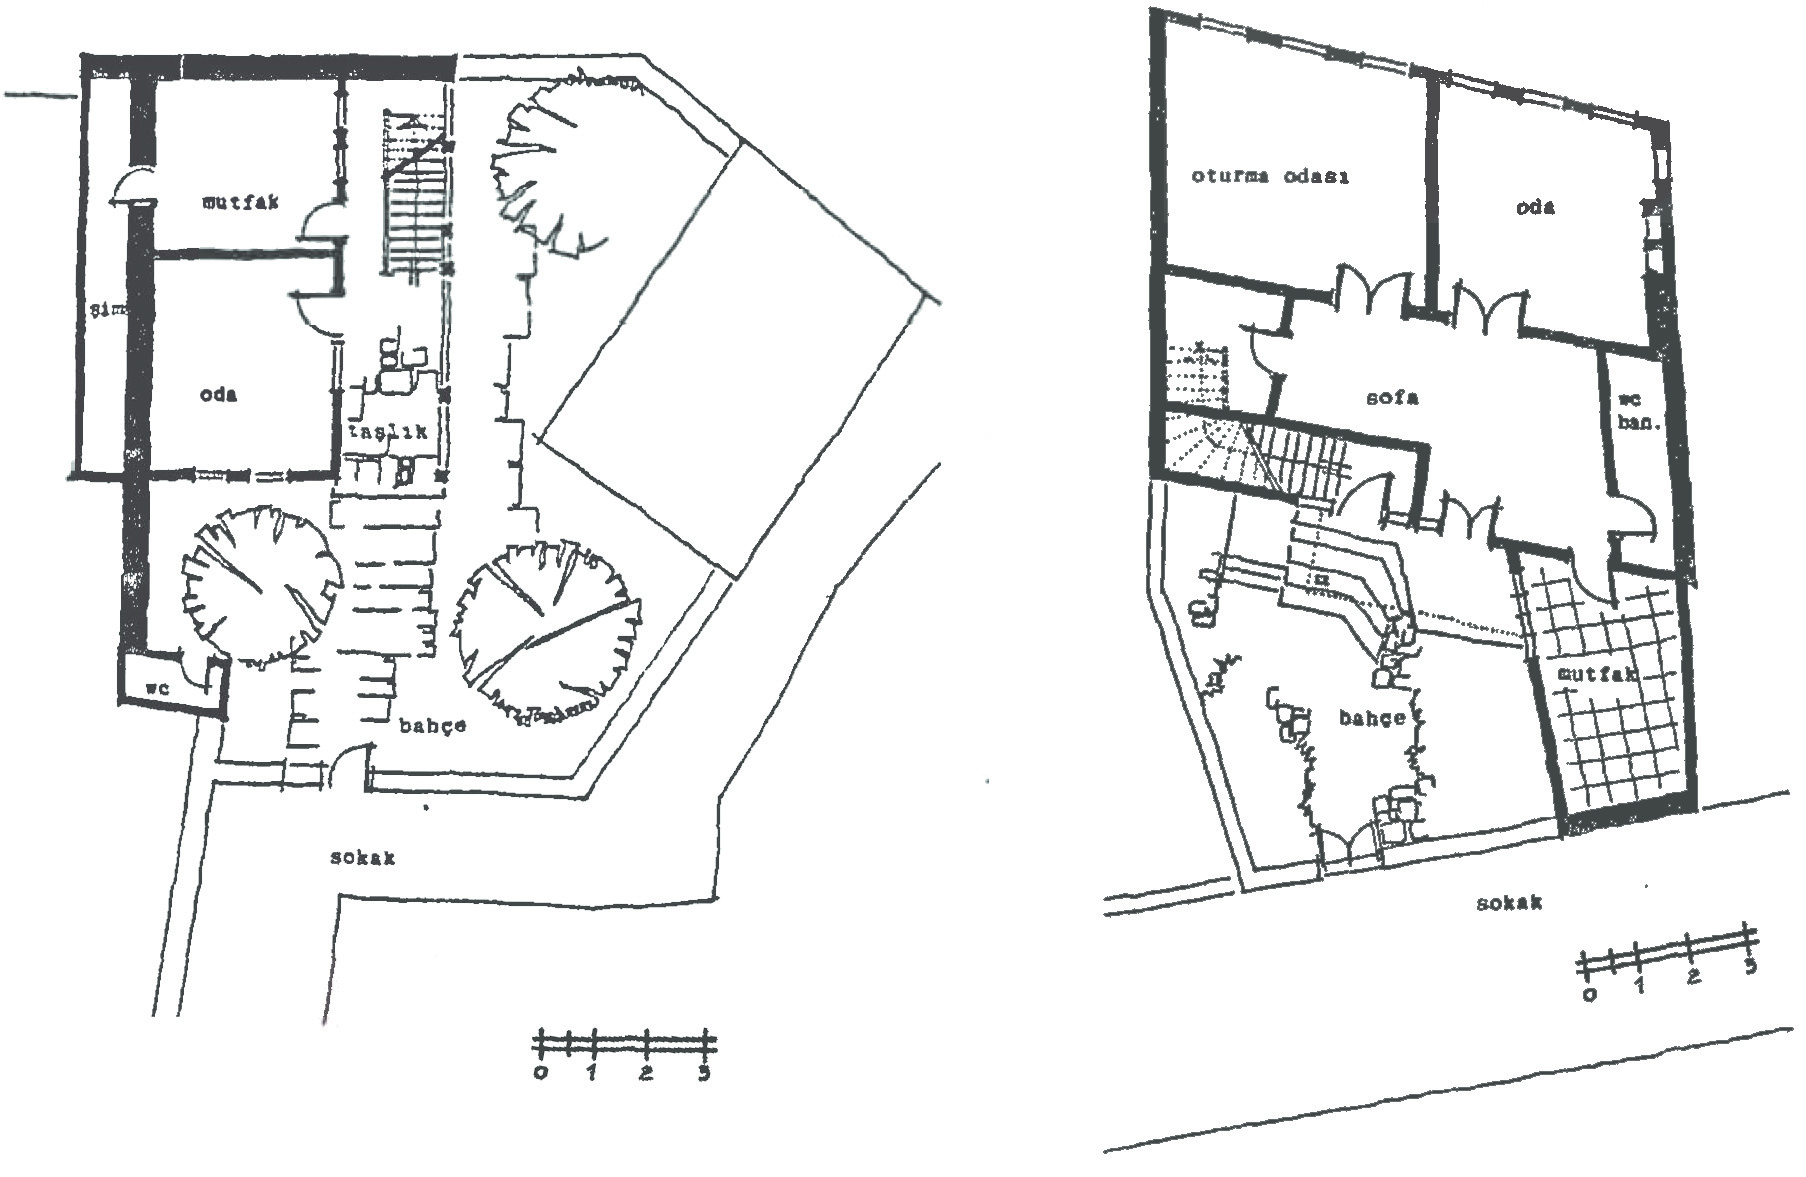 mutfak
sim
oda
taşlık
wc
bahçe
sokak
0 1 2 3
oturma odası
oda
sofa
wc
ban.
mutfak
bahçe
sokak
0 1 2 3